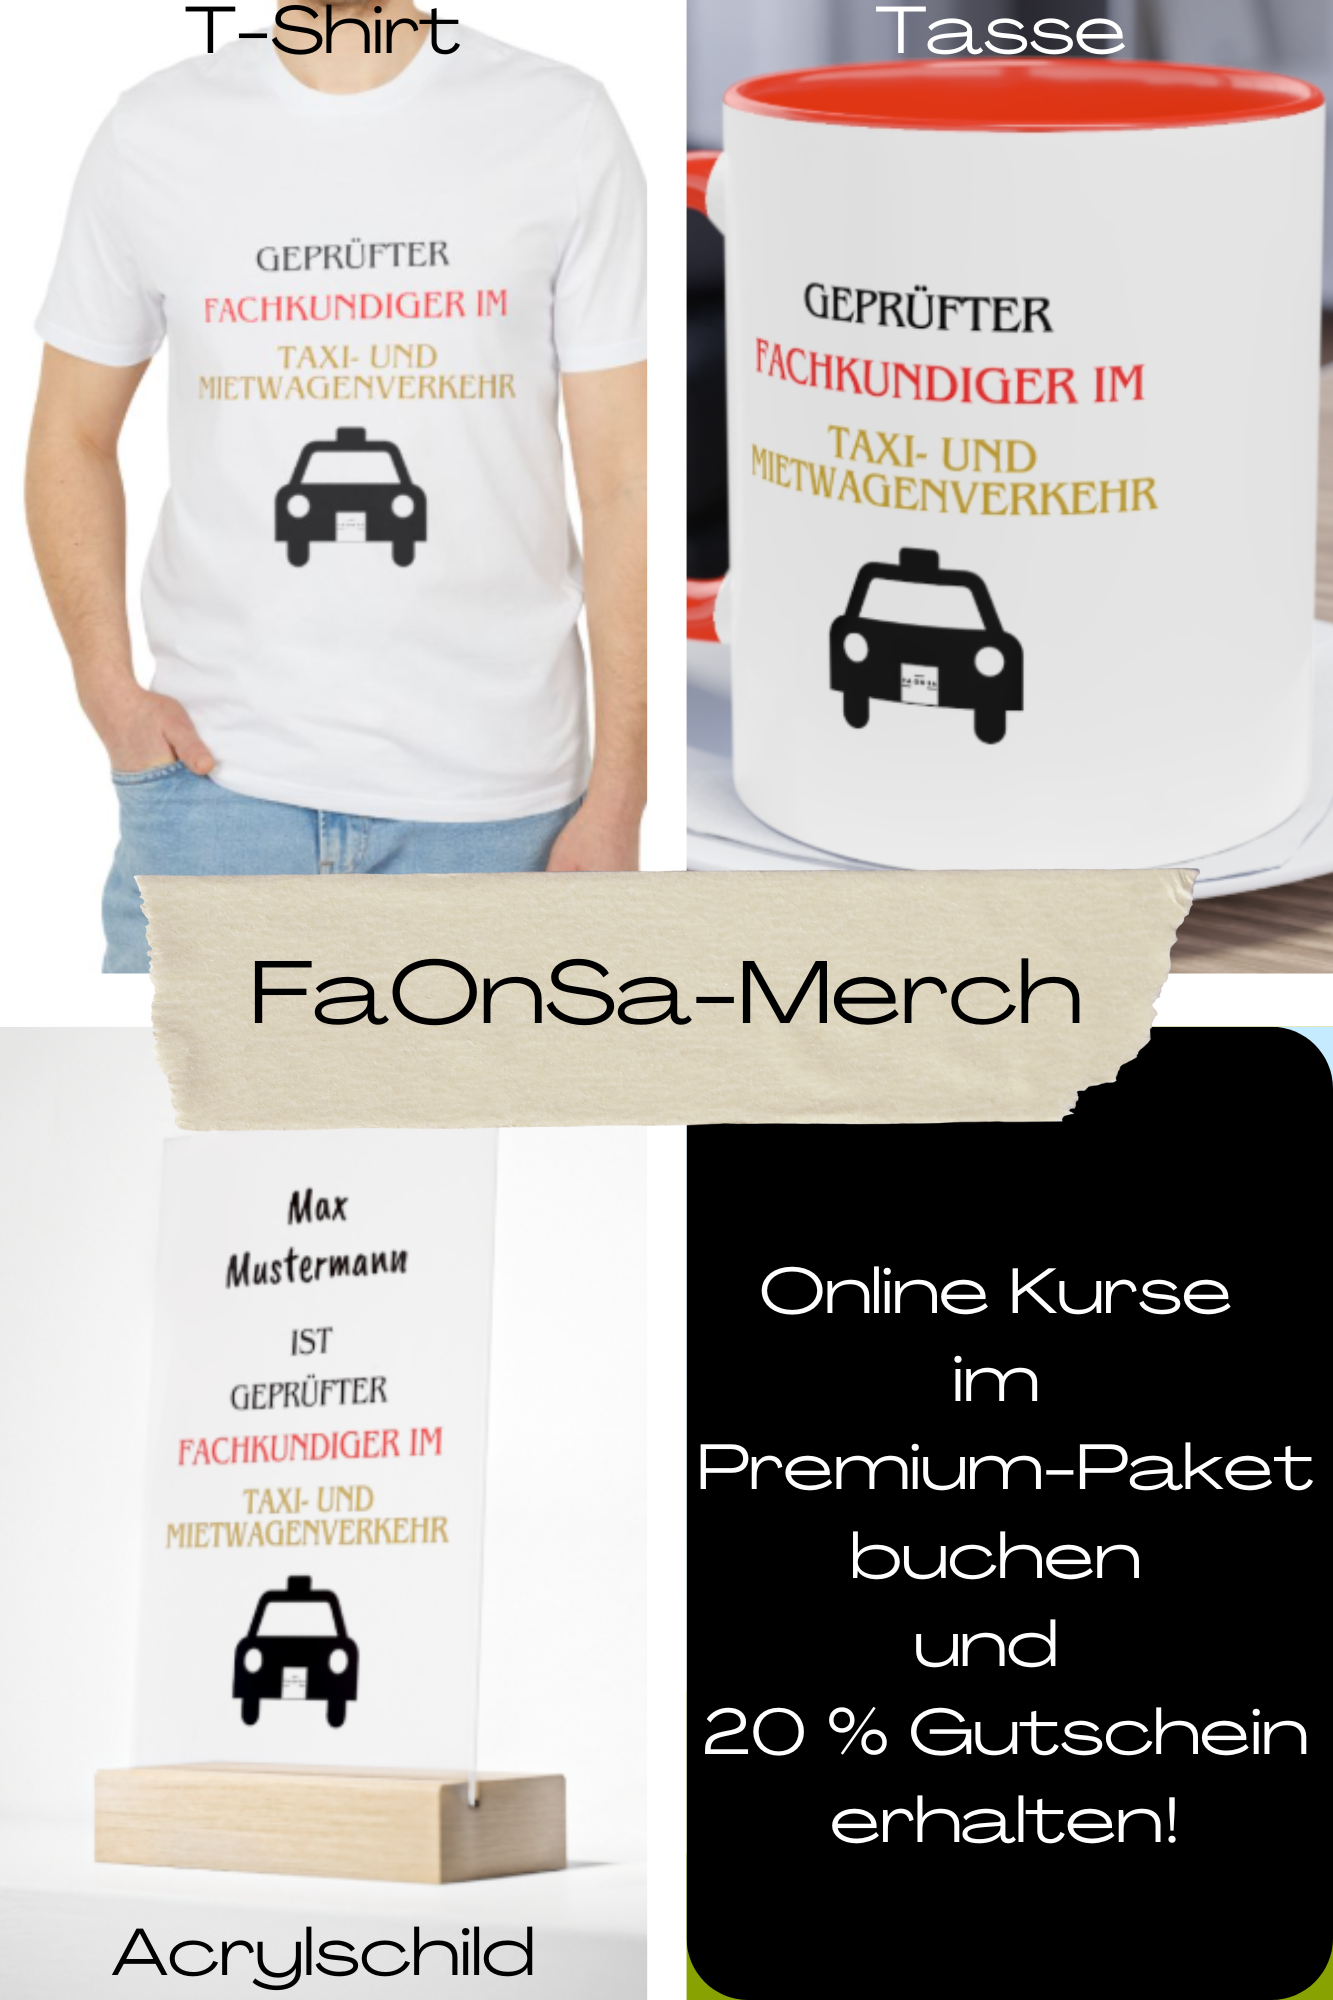 T-Shirt
GEPRÜFTER
FACHKUNDIGER IM
TAXI- UND
MIETWAGENVERKEHR
Tasse
GEPRÜFTER
FACHKUNDIGER IM
TAXI- UND
MIETWAGENVERKEHR
FaOnSa-Merch
Max
Mustermann
IST
GEPRÜFTER
FACHKUNDIGER IM
TAXI- UND
MIETWAGENVERKEHR
Acrylschild
Online Kurse
im
Premium-Paket
buchen
und
20 % Gutschein
erhalten!